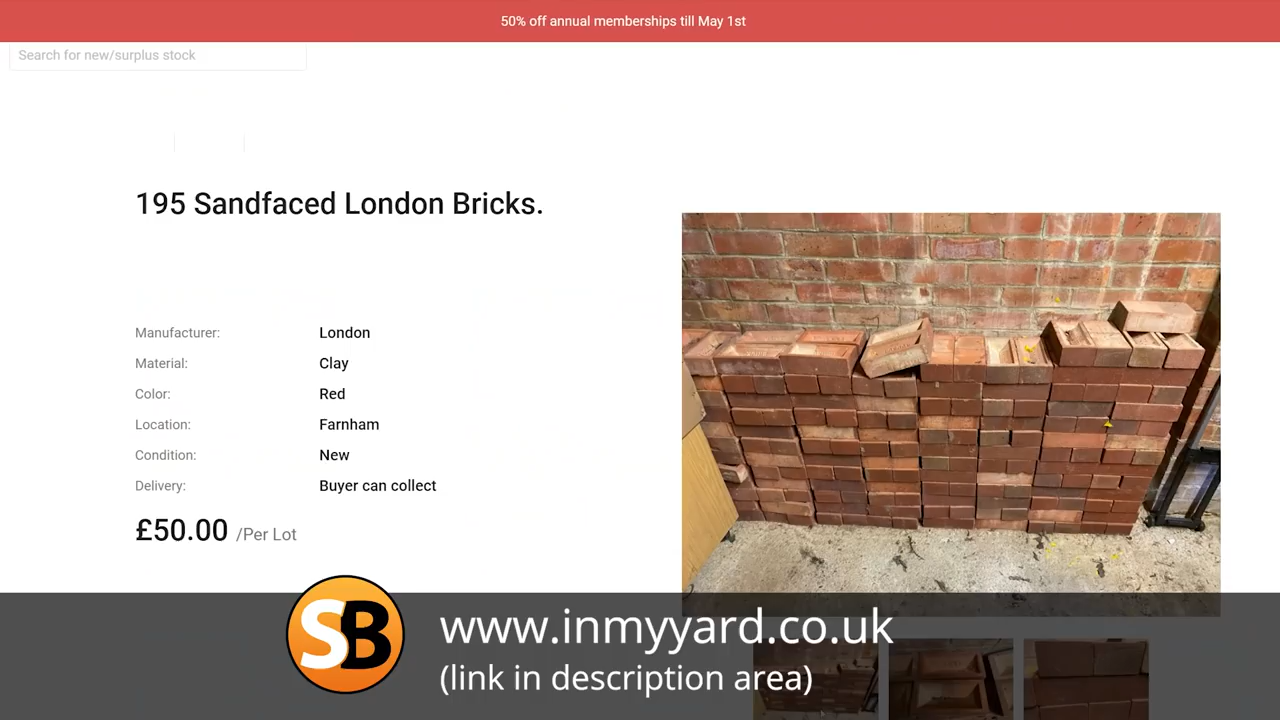 50% off annual memberships till May 1st
Search for new/surplus stock
195 Sandfaced London Bricks.
Manufacturer: London
Material: Clay
Color: Red
Location: Farnham
Condition: New
Delivery: Buyer can collect
£50.00 /Per Lot
SB
www.inmyyard.co.uk
(link in description area)